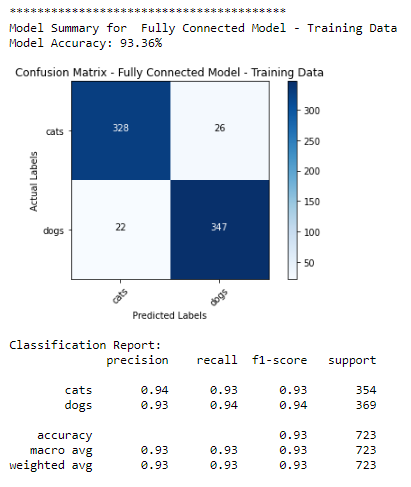 ****************************************
Model Summary for  Fully Connected Model - Training Data
Model Accuracy: 93.36%
Confusion Matrix - Fully Connected Model - Training Data
cats
328
26
dogs
22
347
Actual Labels
cats
dogs
Predicted Labels
300
250
200
150
100
50
Classification Report:
precision    recall  f1-score   support
cats       0.94      0.93      0.93       354
dogs       0.93      0.94      0.94       369
accuracy                           0.93       723
macro avg       0.93      0.93      0.93       723
weighted avg       0.93      0.93      0.93       723